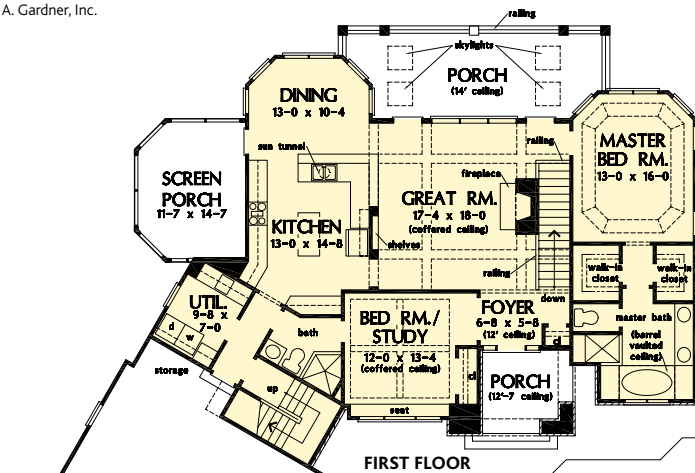 A. Gardner, Inc.
railing
skylights
PORCH
(14' ceiling)
DINING
13-0 x 10-4
sun tunnel
railing
MASTER
BED RM.
13-0 x 16-0
SCREEN
PORCH
11-7 x 14-7
fireplace
GREAT RM.
17-4 x 18-0
(coffered ceiling)
KITCHEN
13-0 x 14-8
shelves
railing
walk-in
closet
walk-in
closet
UTIL.
9-8 x
7-0
d
w
bath
BED RM./
STUDY
12-0 x 13-4
(coffered ceiling)
FOYER
6-8 x 5-8
(12' ceiling)
down
cl
master bath
(barrel
vaulted
ceiling)
storage
up
cl
PORCH
(12'-7 ceiling)
seat
FIRST FLOOR